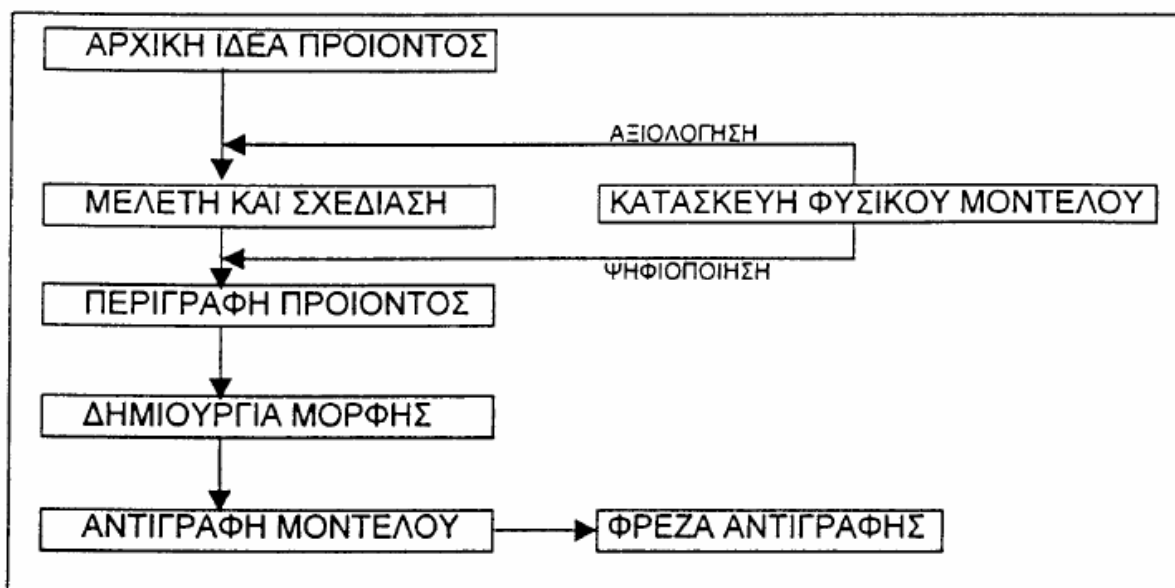 ΑΡΧΙΚΗ ΙΔΕΑ ΠΡΟΙΟΝΤΟΣ
ΑΞΙΟΛΟΓΗΣΗ
ΜΕΛΕΤΗ ΚΑΙ ΣΧΕΔΙΑΣΗ
ΚΑΤΑΣΚΕΥΗ ΦΥΣΙΚΟΥ ΜΟΝΤΕΛΟΥ
ΨΗΦΙΟΠΟΙΗΣΗ
ΠΕΡΙΓΡΑΦΗ ΠΡΟΙΟΝΤΟΣ
ΔΗΜΙΟΥΡΓΙΑ ΜΟΡΦΗΣ
ΑΝΤΙΓΡΑΦΗ ΜΟΝΤΕΛΟΥ
ΦΡΕΖΑ ΑΝΤΙΓΡΑΦΗΣ